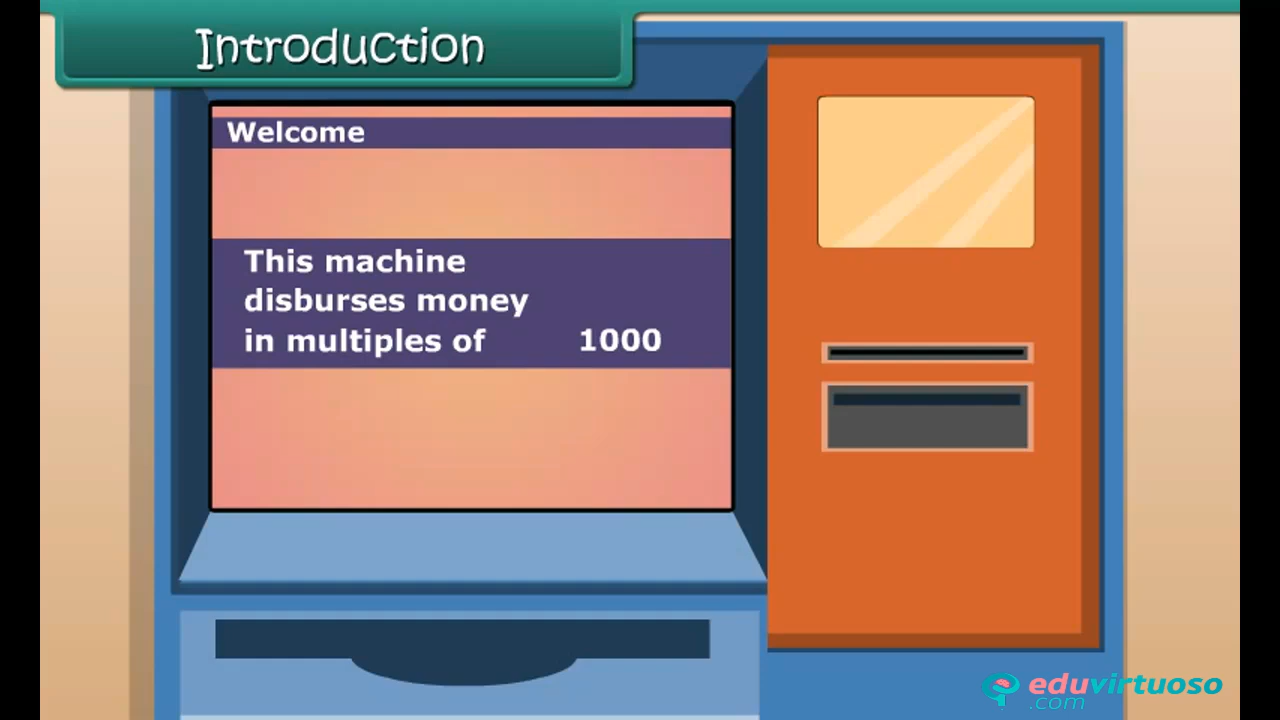 Introduction
Welcome
This machine
disburses money
in multiples of 1000
eduvirtuoso
.com